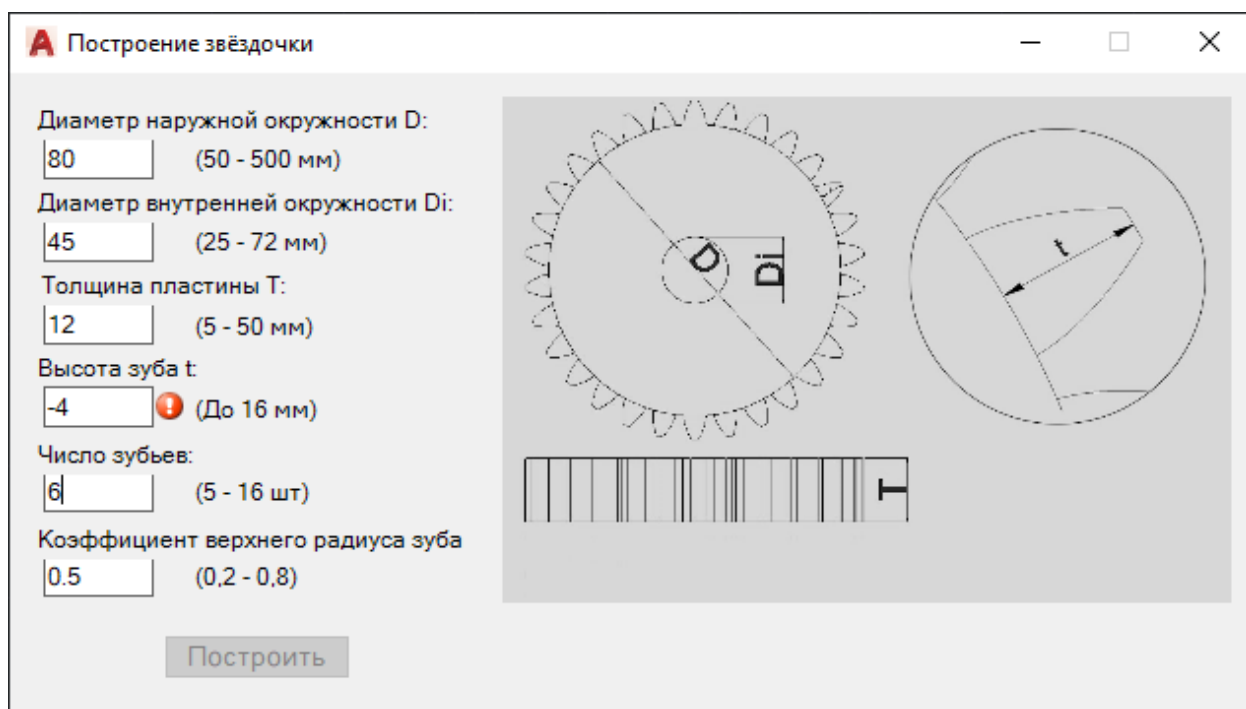 Построение звёздочки
Диаметр наружной окружности D:
80 (50 - 500 мм)
Диаметр внутренней окружности Di:
45 (25 - 72 мм)
Толщина пластины T:
12 (5 - 50 мм)
Высота зуба t:
-4 (До 16 мм)
Число зубьев:
6 (5 - 16 шт)
Коэффициент верхнего радиуса зуба
0.5 (0,2 - 0,8)
Построить
D
Di
t
T